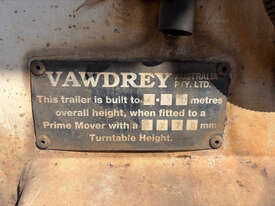 VAWDREY AUSTRALIA
PTY. LTD.
This trailer is built to metres
overall height, when fitted to a
Prime Mover with a mm
Turntable Height.